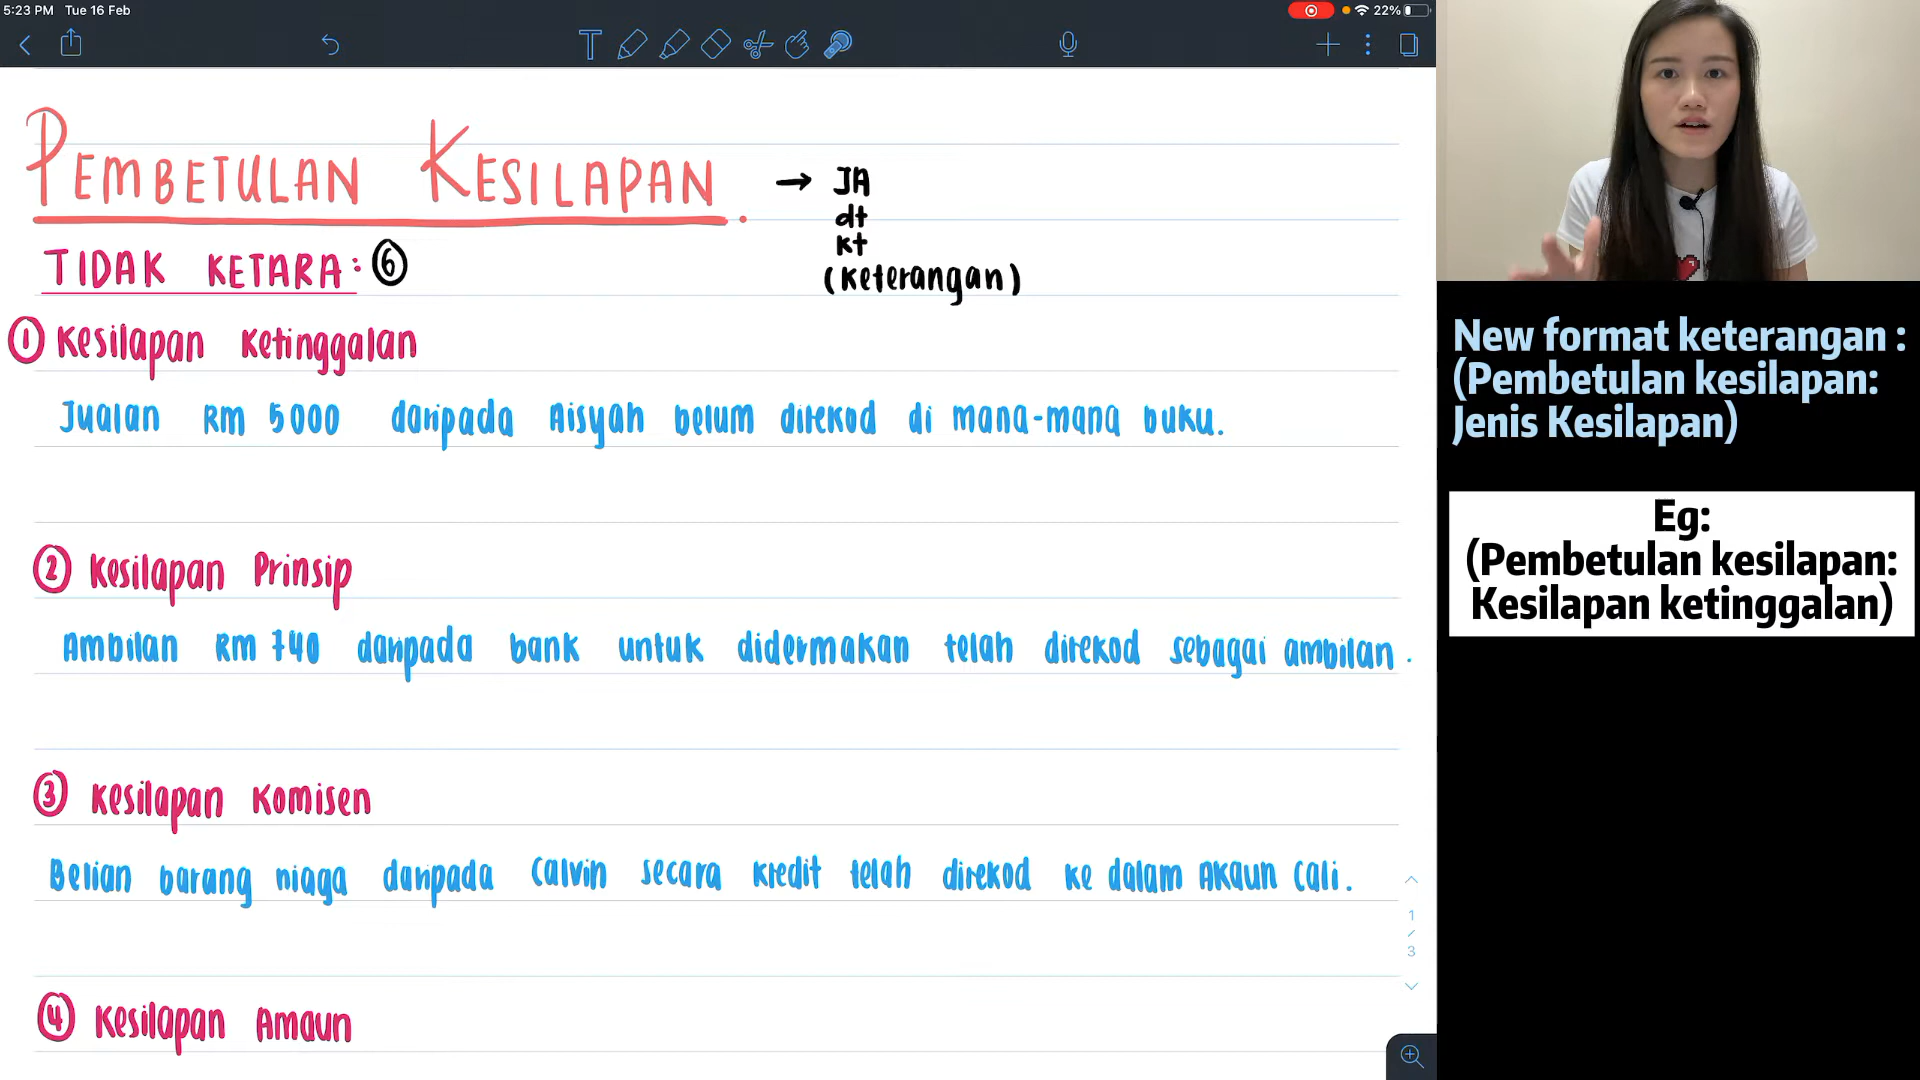 5:23 PM Tue 16 Feb
22%
PEMBETULAN KESILAPAN.
→ JA
dt
kt
(Keterangan)
TIDAK KETARA: ⑥
① Kesilapan Ketinggalan
Jualan RM 5000 daripada Aisyah belum direkod di mana-mana buku.
② Kesilapan Prinsip
Ambilan RM 740 daripada bank untuk didermakan telah direkod sebagai ambilan.
③ Kesilapan Komisen
Belian barang niaga daripada Calvin secara kredit telah direkod ke dalam Akaun Cali.
④ Kesilapan Amaun
1
/
3
New format keterangan :
(Pembetulan kesilapan:
Jenis Kesilapan)
Eg:
(Pembetulan kesilapan:
Kesilapan ketinggalan)